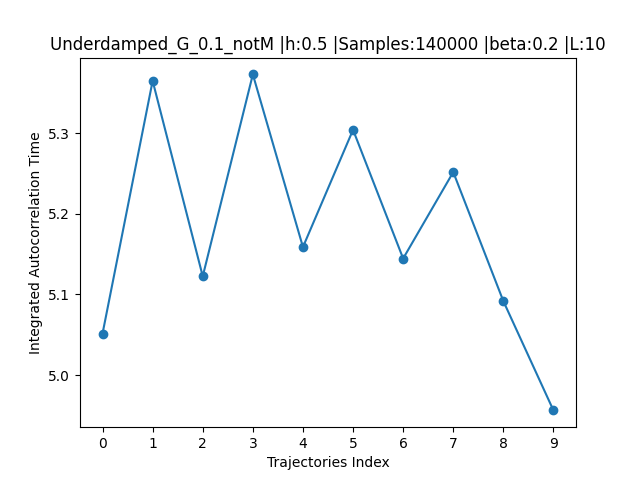 Underdamped_G_0.1_notM |h:0.5 |Samples:140000 |beta:0.2 |L:10
Integrated Autocorrelation Time
5.3
5.2
5.1
5.0
0 1 2 3 4 5 6 7 8 9
Trajectories Index